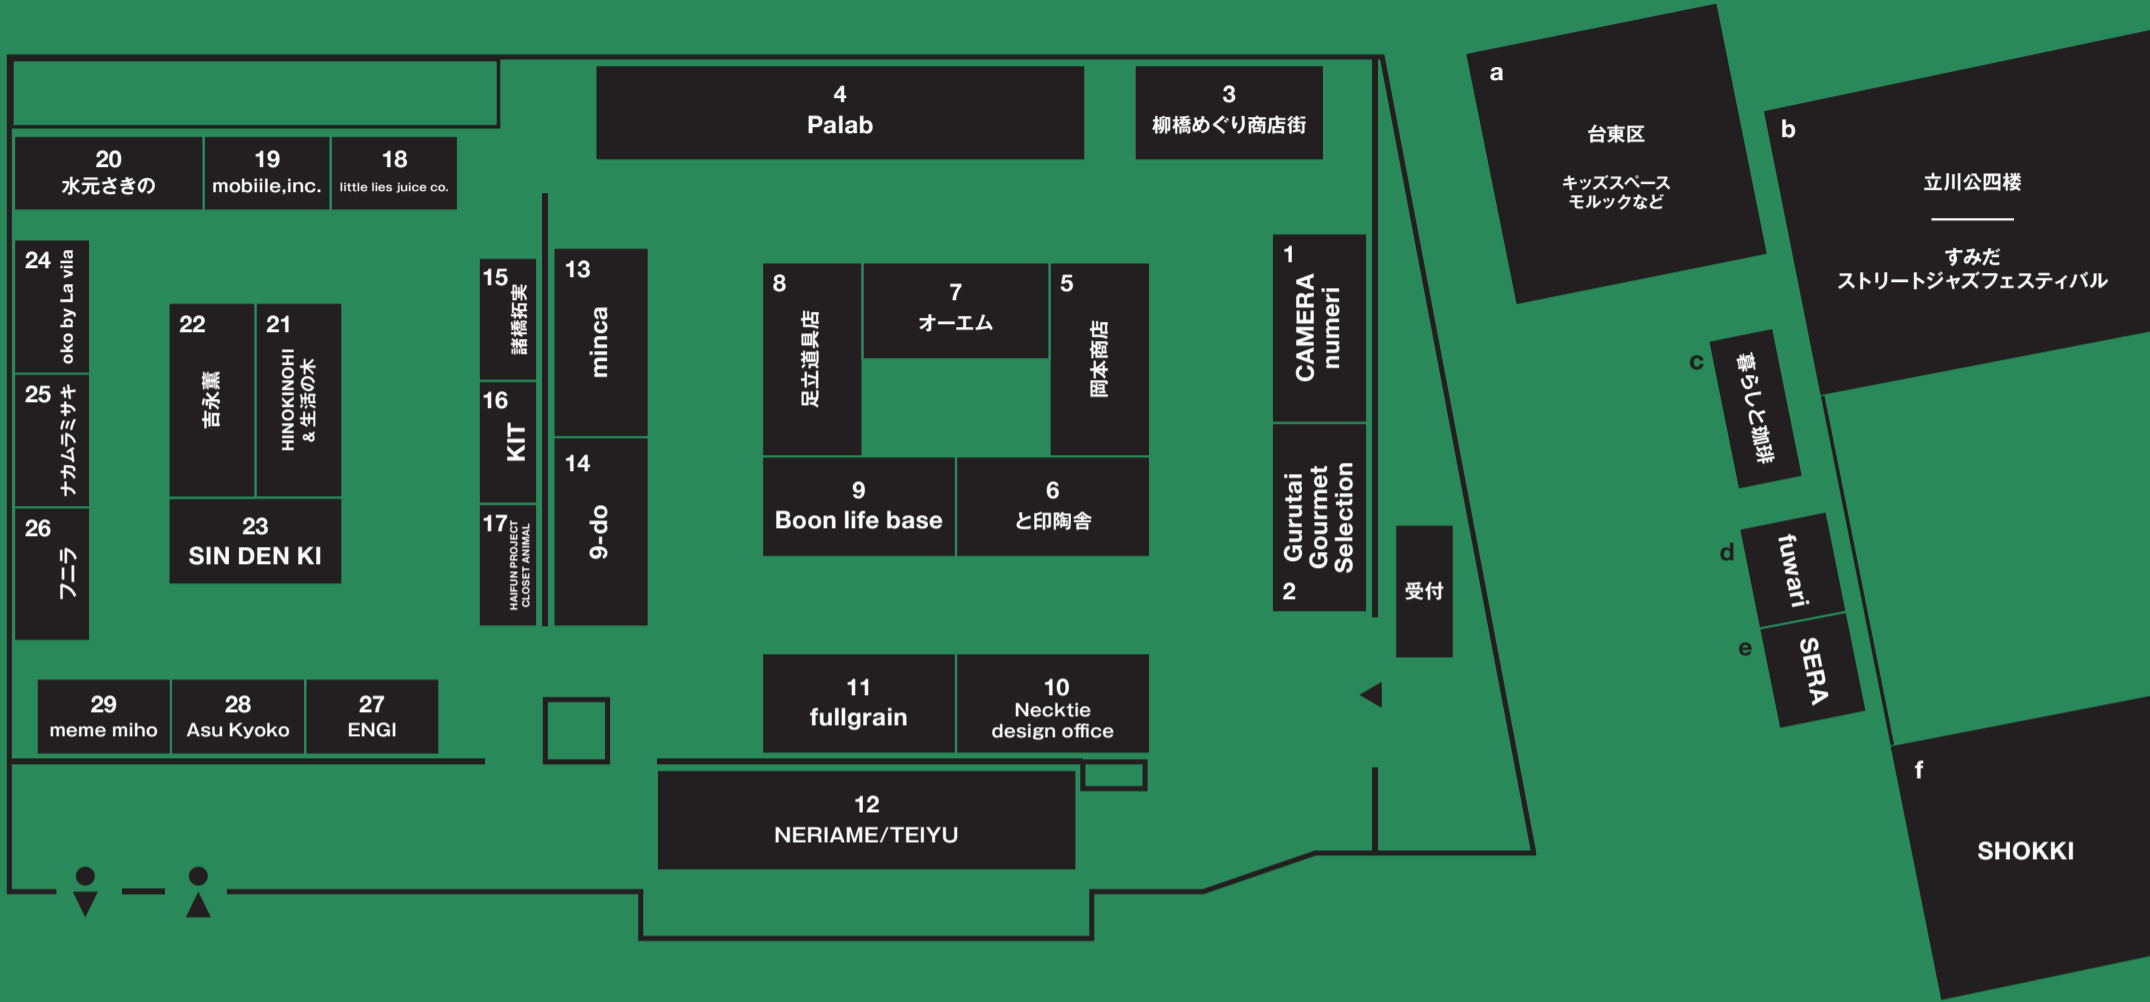 4
Palab
3
柳橋めぐり商店街
20
水元さきの
19
mobiile,inc.
18
little lies juice co.
24
oko by La vila
25
ナカムラミサキ
26
フニラ
22
吉永薫
21
HINOKINOHI
& 生活の木
23
SIN DEN KI
15
諸橋拓実
16
KIT
17
HAIFUN PROJECT
CLOSET ANIMAL
13
minca
14
9-do
8
足立道具店
7
オーエム
5
岡本商店
9
Boon life base
6
と印陶舎
1
CAMERA
numeri
Gurutai
Gourmet
Selection
2
受付
29
meme miho
28
Asu Kyoko
27
ENGI
11
fullgrain
10
Necktie
design office
12
NERIAME/TEIYU
a
台東区
キッズスペース
モルックなど
b
立川公四楼
すみだ
ストリートジャズフェスティバル
c
暮らしと珈琲
d
fuwari
e
SERA
f
SHOKKI